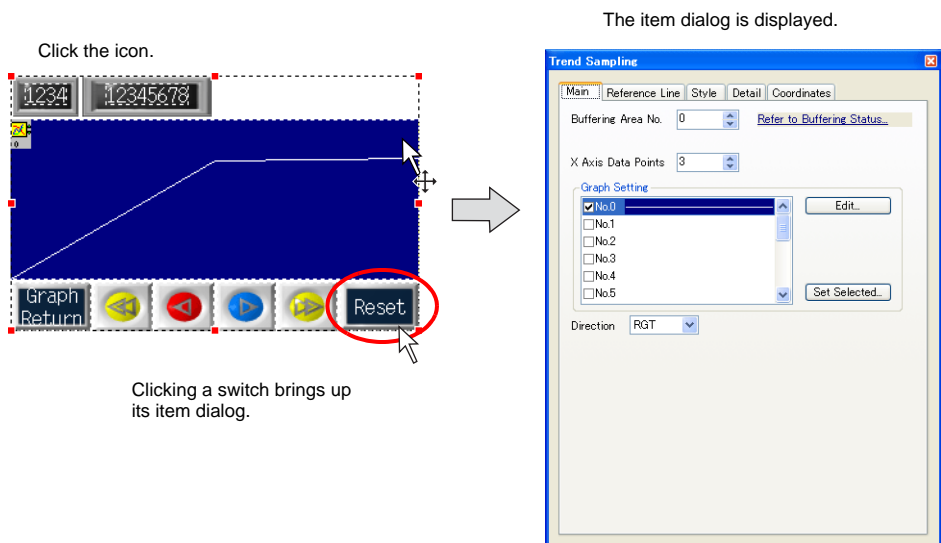 The item dialog is displayed.
Click the icon.
1234 12345678
0
Graph
Return
Reset
Clicking a switch brings up
its item dialog.
Trend Sampling
Main Reference Line Style Detail Coordinates
Buffering Area No. 0 Refer to Buffering Status...
X Axis Data Points 3
Graph Setting
No.0 Edit...
No.1
No.2
No.3
No.4
No.5 Set Selected...
Direction RGT